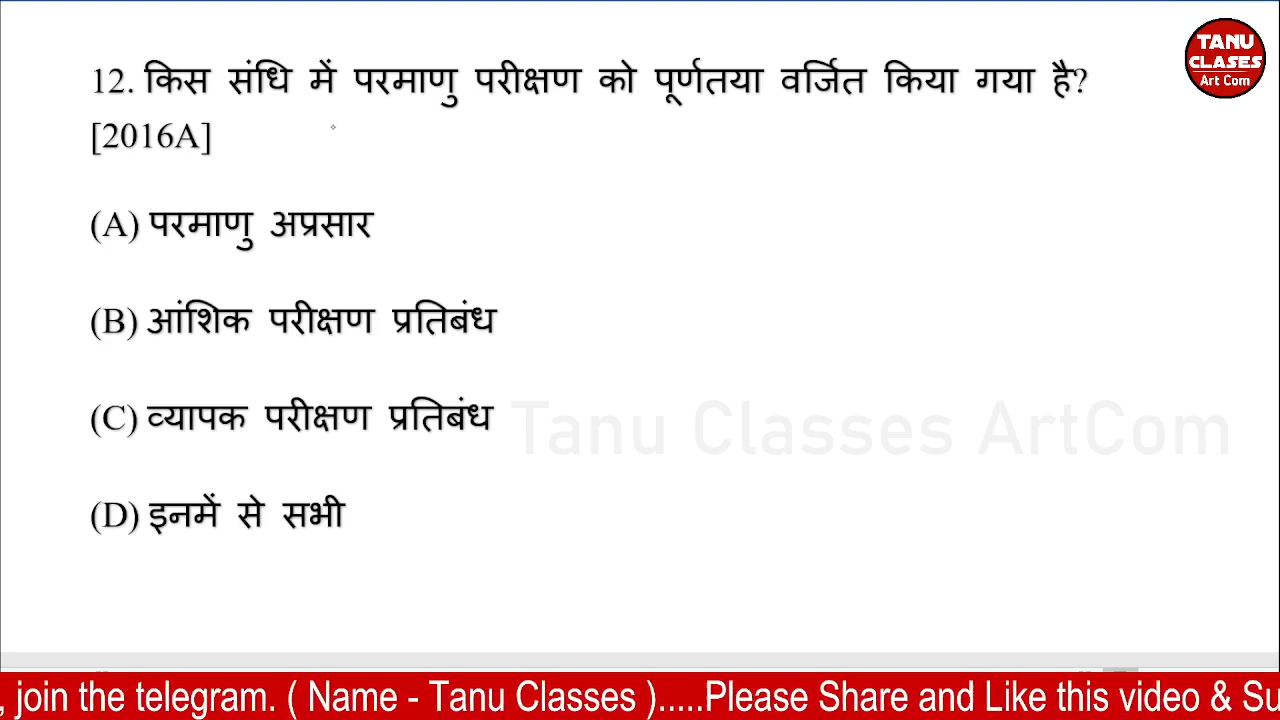 TANU
CLASES
Art Com
12. किस संधि में परमाणु परीक्षण को पूर्णतया वर्जित किया गया है?
[2016A]
(A) परमाणु अप्रसार
(B) आंशिक परीक्षण प्रतिबंध
(C) व्यापक परीक्षण प्रतिबंध
Tanu Classes ArtCom
(D) इनमें से सभी
, join the telegram. ( Name - Tanu Classes ).....Please Share and Like this video & Su